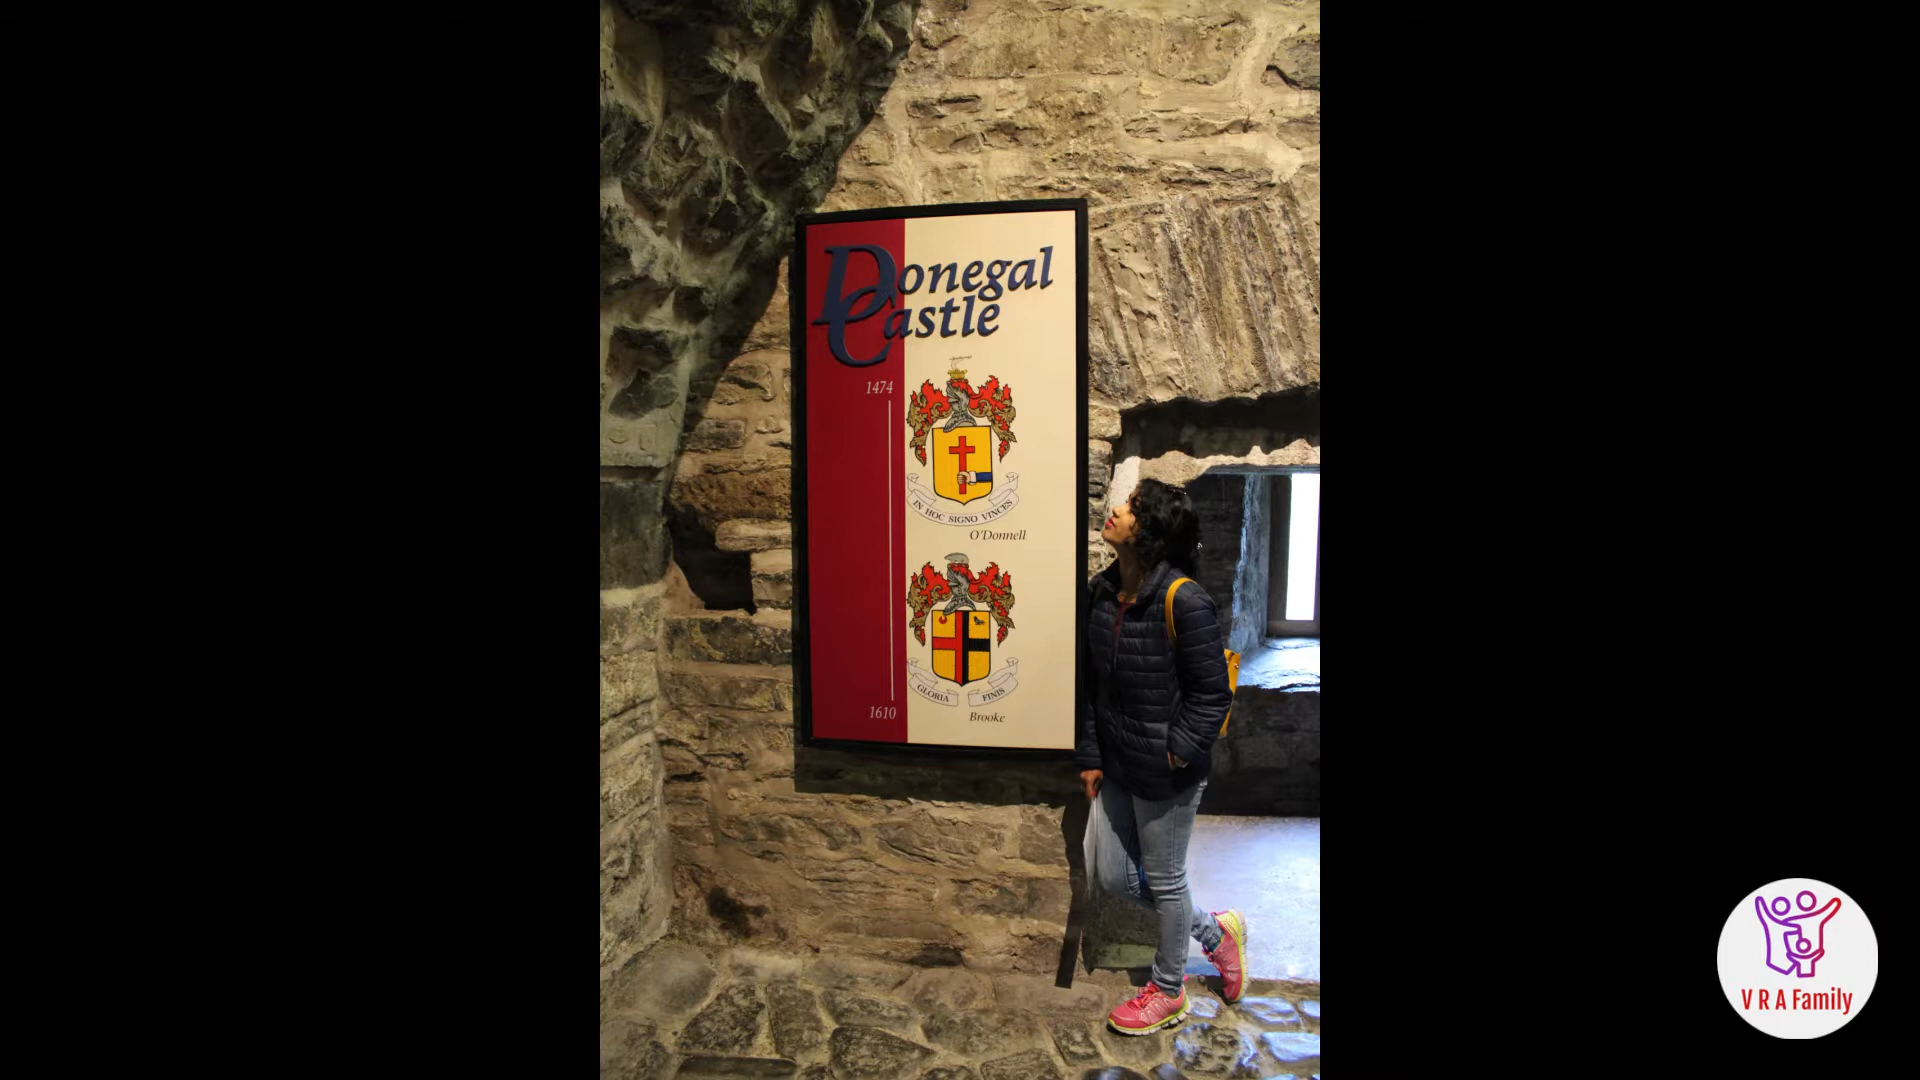 Donegal
Castle
1474
IN HOC SIGNO VINCES
O'Donnell
GLORIA FINIS
1610
Brooke
V R A Family